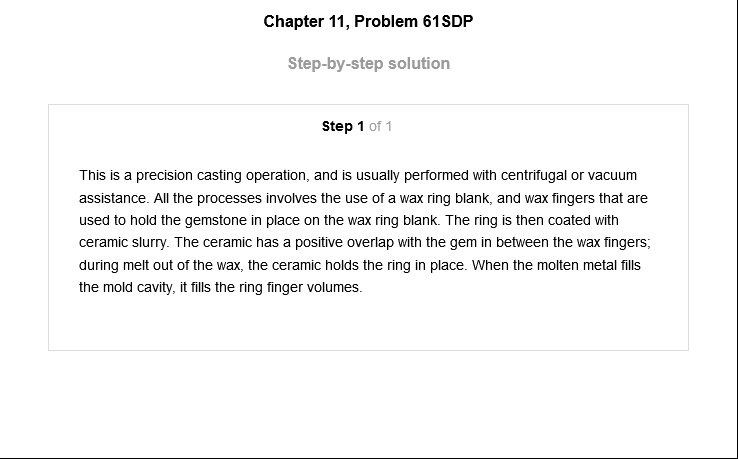 Chapter 11, Problem 61SDP
Step-by-step solution
Step 1 of 1
This is a precision casting operation, and is usually performed with centrifugal or vacuum
assistance. All the processes involves the use of a wax ring blank, and wax fingers that are
used to hold the gemstone in place on the wax ring blank. The ring is then coated with
ceramic slurry. The ceramic has a positive overlap with the gem in between the wax fingers;
during melt out of the wax, the ceramic holds the ring in place. When the molten metal fills
the mold cavity, it fills the ring finger volumes.